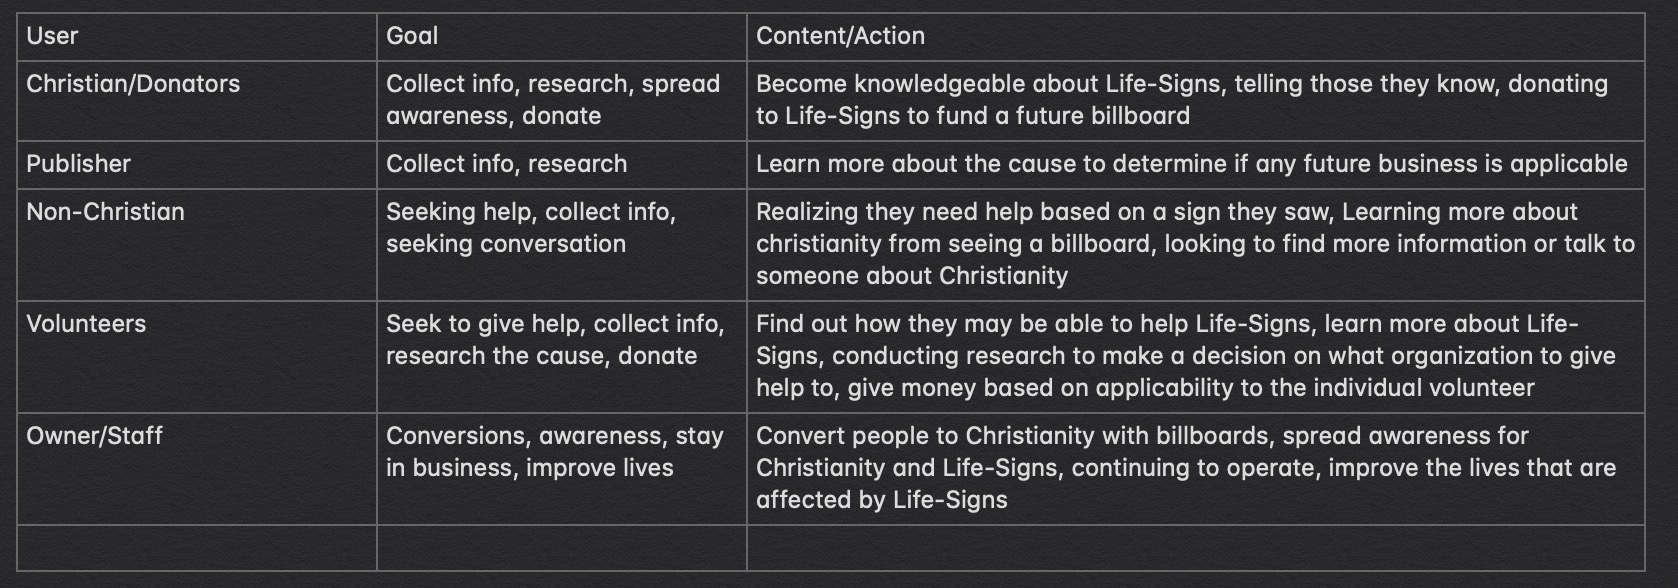 User Goal Content/Action
Christian/Donators Collect info, research, spread Become knowledgeable about Life-Signs, telling those they know, donating
awareness, donate to Life-Signs to fund a future billboard
Publisher Collect info, research Learn more about the cause to determine if any future business is applicable
Non-Christian Seeking help, collect info, Realizing they need help based on a sign they saw, Learning more about
seeking conversation christianity from seeing a billboard, looking to find more information or talk to
someone about Christianity
Volunteers Seek to give help, collect info, Find out how they may be able to help Life-Signs, learn more about Life-
research the cause, donate Signs, conducting research to make a decision on what organization to give
help to, give money based on applicability to the individual volunteer
Owner/Staff Conversions, awareness, stay Convert people to Christianity with billboards, spread awareness for
in business, improve lives Christianity and Life-Signs, continuing to operate, improve the lives that are
affected by Life-Signs